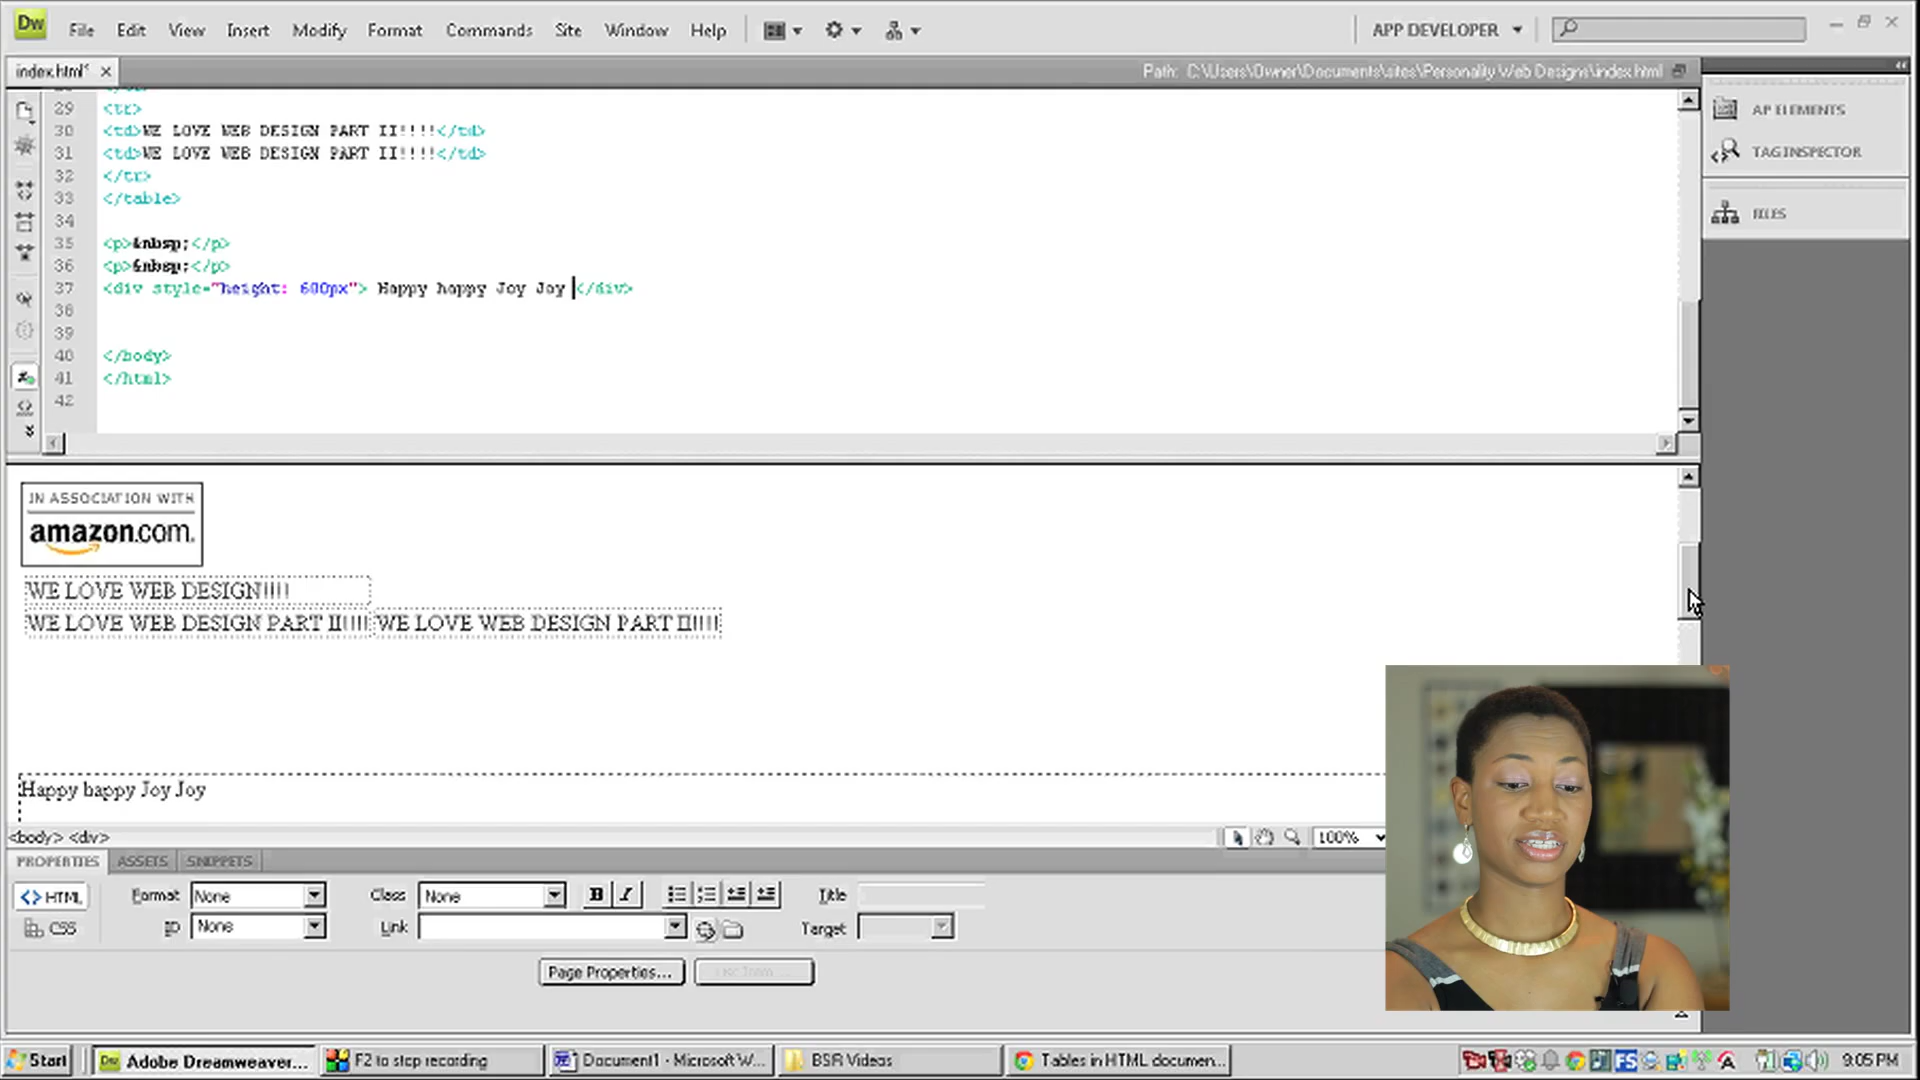 Dw File Edit View Insert Modify Format Commands Site Window Help APP DEVELOPER
index.html* x Path: C:\Users\Owner\Documents\sites\Personality Web Designs\index.html
29 <tr>
30 <td>WE LOVE WEB DESIGN PART II!!!!</td>
31 <td>WE LOVE WEB DESIGN PART II!!!!</td>
32 </tr>
33 </table>
34
35 <p>&nbsp;</p>
36 <p>&nbsp;</p>
37 <div style="height: 600px"> Happy happy Joy Joy </div>
38
39
40 </body>
41 </html>
42
AP ELEMENTS
TAG INSPECTOR
FILES
IN ASSOCIATION WITH
amazon.com.
WE LOVE WEB DESIGN!!!!
WE LOVE WEB DESIGN PART II!!!! WE LOVE WEB DESIGN PART II!!!!
Happy happy Joy Joy
<body> <div> 100%
PROPERTIES ASSETS SNIPPETS
<> HTML Format None Class None B I Title
CSS ID None Link Target
Page Properties... List Item...
Start Dw Adobe Dreamweaver... F2 to stop recording Document1 - Microsoft W... BSR Videos Tables in HTML documen... FS 9:05 PM